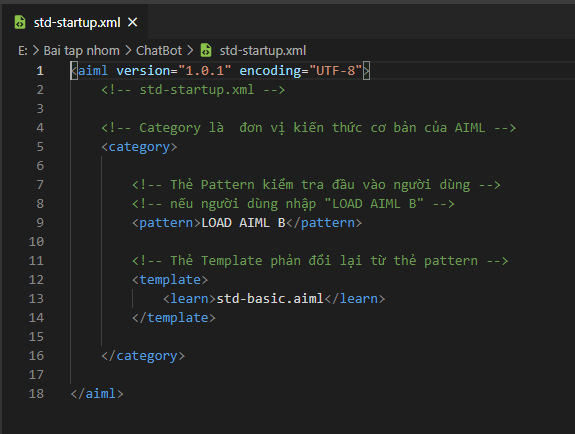 std-startup.xml ×
E: > Bai tap nhom > ChatBot > std-startup.xml
1 <aiml version="1.0.1" encoding="UTF-8">
2 <!-- std-startup.xml -->
3
4 <!-- Category là  đơn vị kiến thức cơ bản của AIML -->
5 <category>
6
7 <!-- Thẻ Pattern kiểm tra đầu vào người dùng -->
8 <!-- nếu người dùng nhập "LOAD AIML B" -->
9 <pattern>LOAD AIML B</pattern>
10
11 <!-- Thẻ Template phản đổi lại từ thẻ pattern -->
12 <template>
13 <learn>std-basic.aiml</learn>
14 </template>
15
16 </category>
17
18 </aiml>